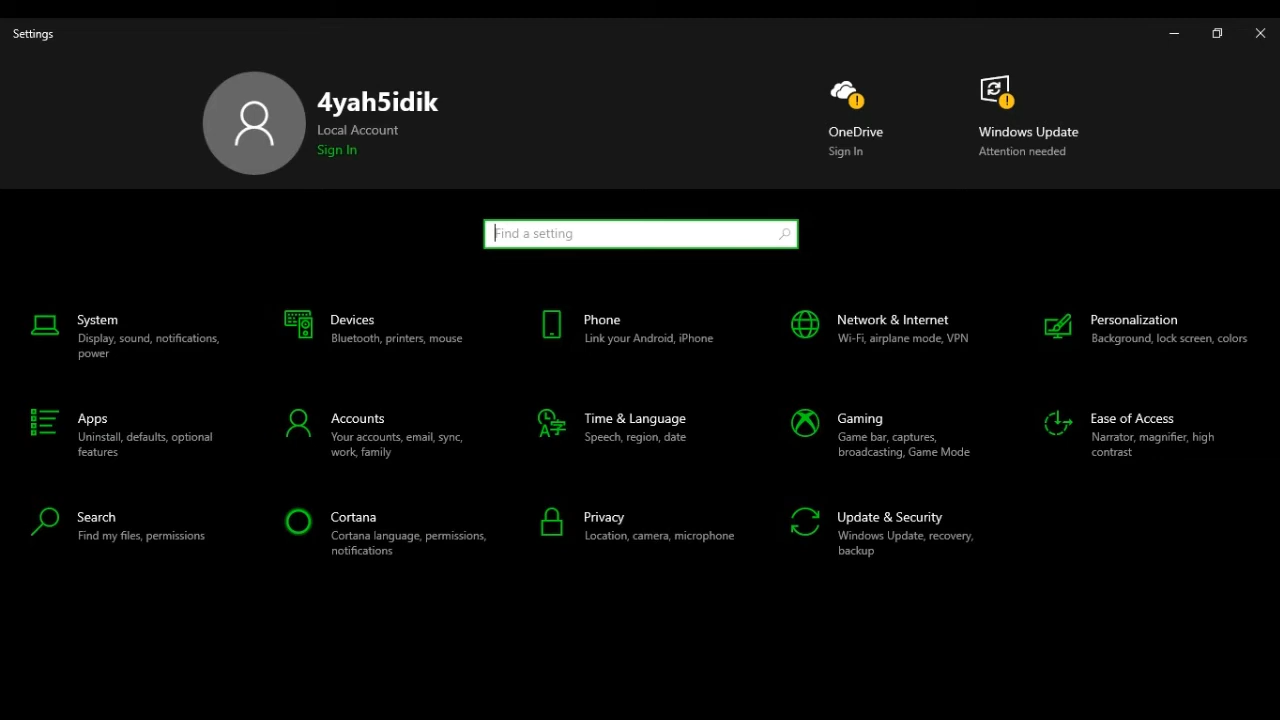 Settings
4yah5idik
Local Account
Sign In
OneDrive
Sign In
Windows Update
Attention needed
Find a setting
System
Display, sound, notifications,
power
Devices
Bluetooth, printers, mouse
Phone
Link your Android, iPhone
Network & Internet
Wi-Fi, airplane mode, VPN
Personalization
Background, lock screen, colors
Apps
Uninstall, defaults, optional
features
Accounts
Your accounts, email, sync,
work, family
Time & Language
Speech, region, date
Gaming
Game bar, captures,
broadcasting, Game Mode
Ease of Access
Narrator, magnifier, high
contrast
Search
Find my files, permissions
Cortana
Cortana language, permissions,
notifications
Privacy
Location, camera, microphone
Update & Security
Windows Update, recovery,
backup